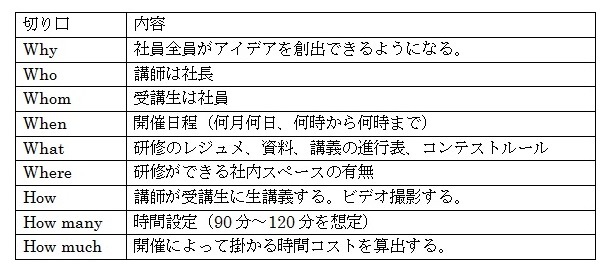 切り口 内容
Why 社員全員がアイデアを創出できるようになる。
Who 講師は社長
Whom 受講生は社員
When 開催日程（何月何日、何時から何時まで）
What 研修のレジュメ、資料、講義の進行表、コンテストルール
Where 研修ができる社内スペースの有無
How 講師が受講生に生講義する。ビデオ撮影する。
How many 時間設定（90分～120分を想定）
How much 開催によって掛かる時間コストを算出する。